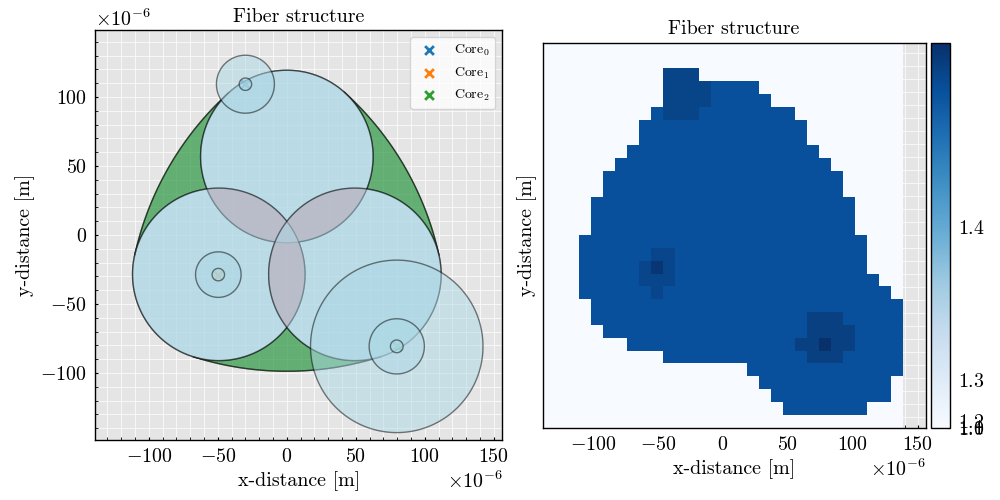 Fiber structure
×10⁻⁶
Core₀
Core₁
Core₂
100
50
0
−50
−100
y-distance [m]
−100 −50 0 50 100 150
x-distance [m]
×10⁻⁶
Fiber structure
y-distance [m]
−100 −50 0 50 100 150
x-distance [m]
×10⁻⁶
1.4
1.3
1.2